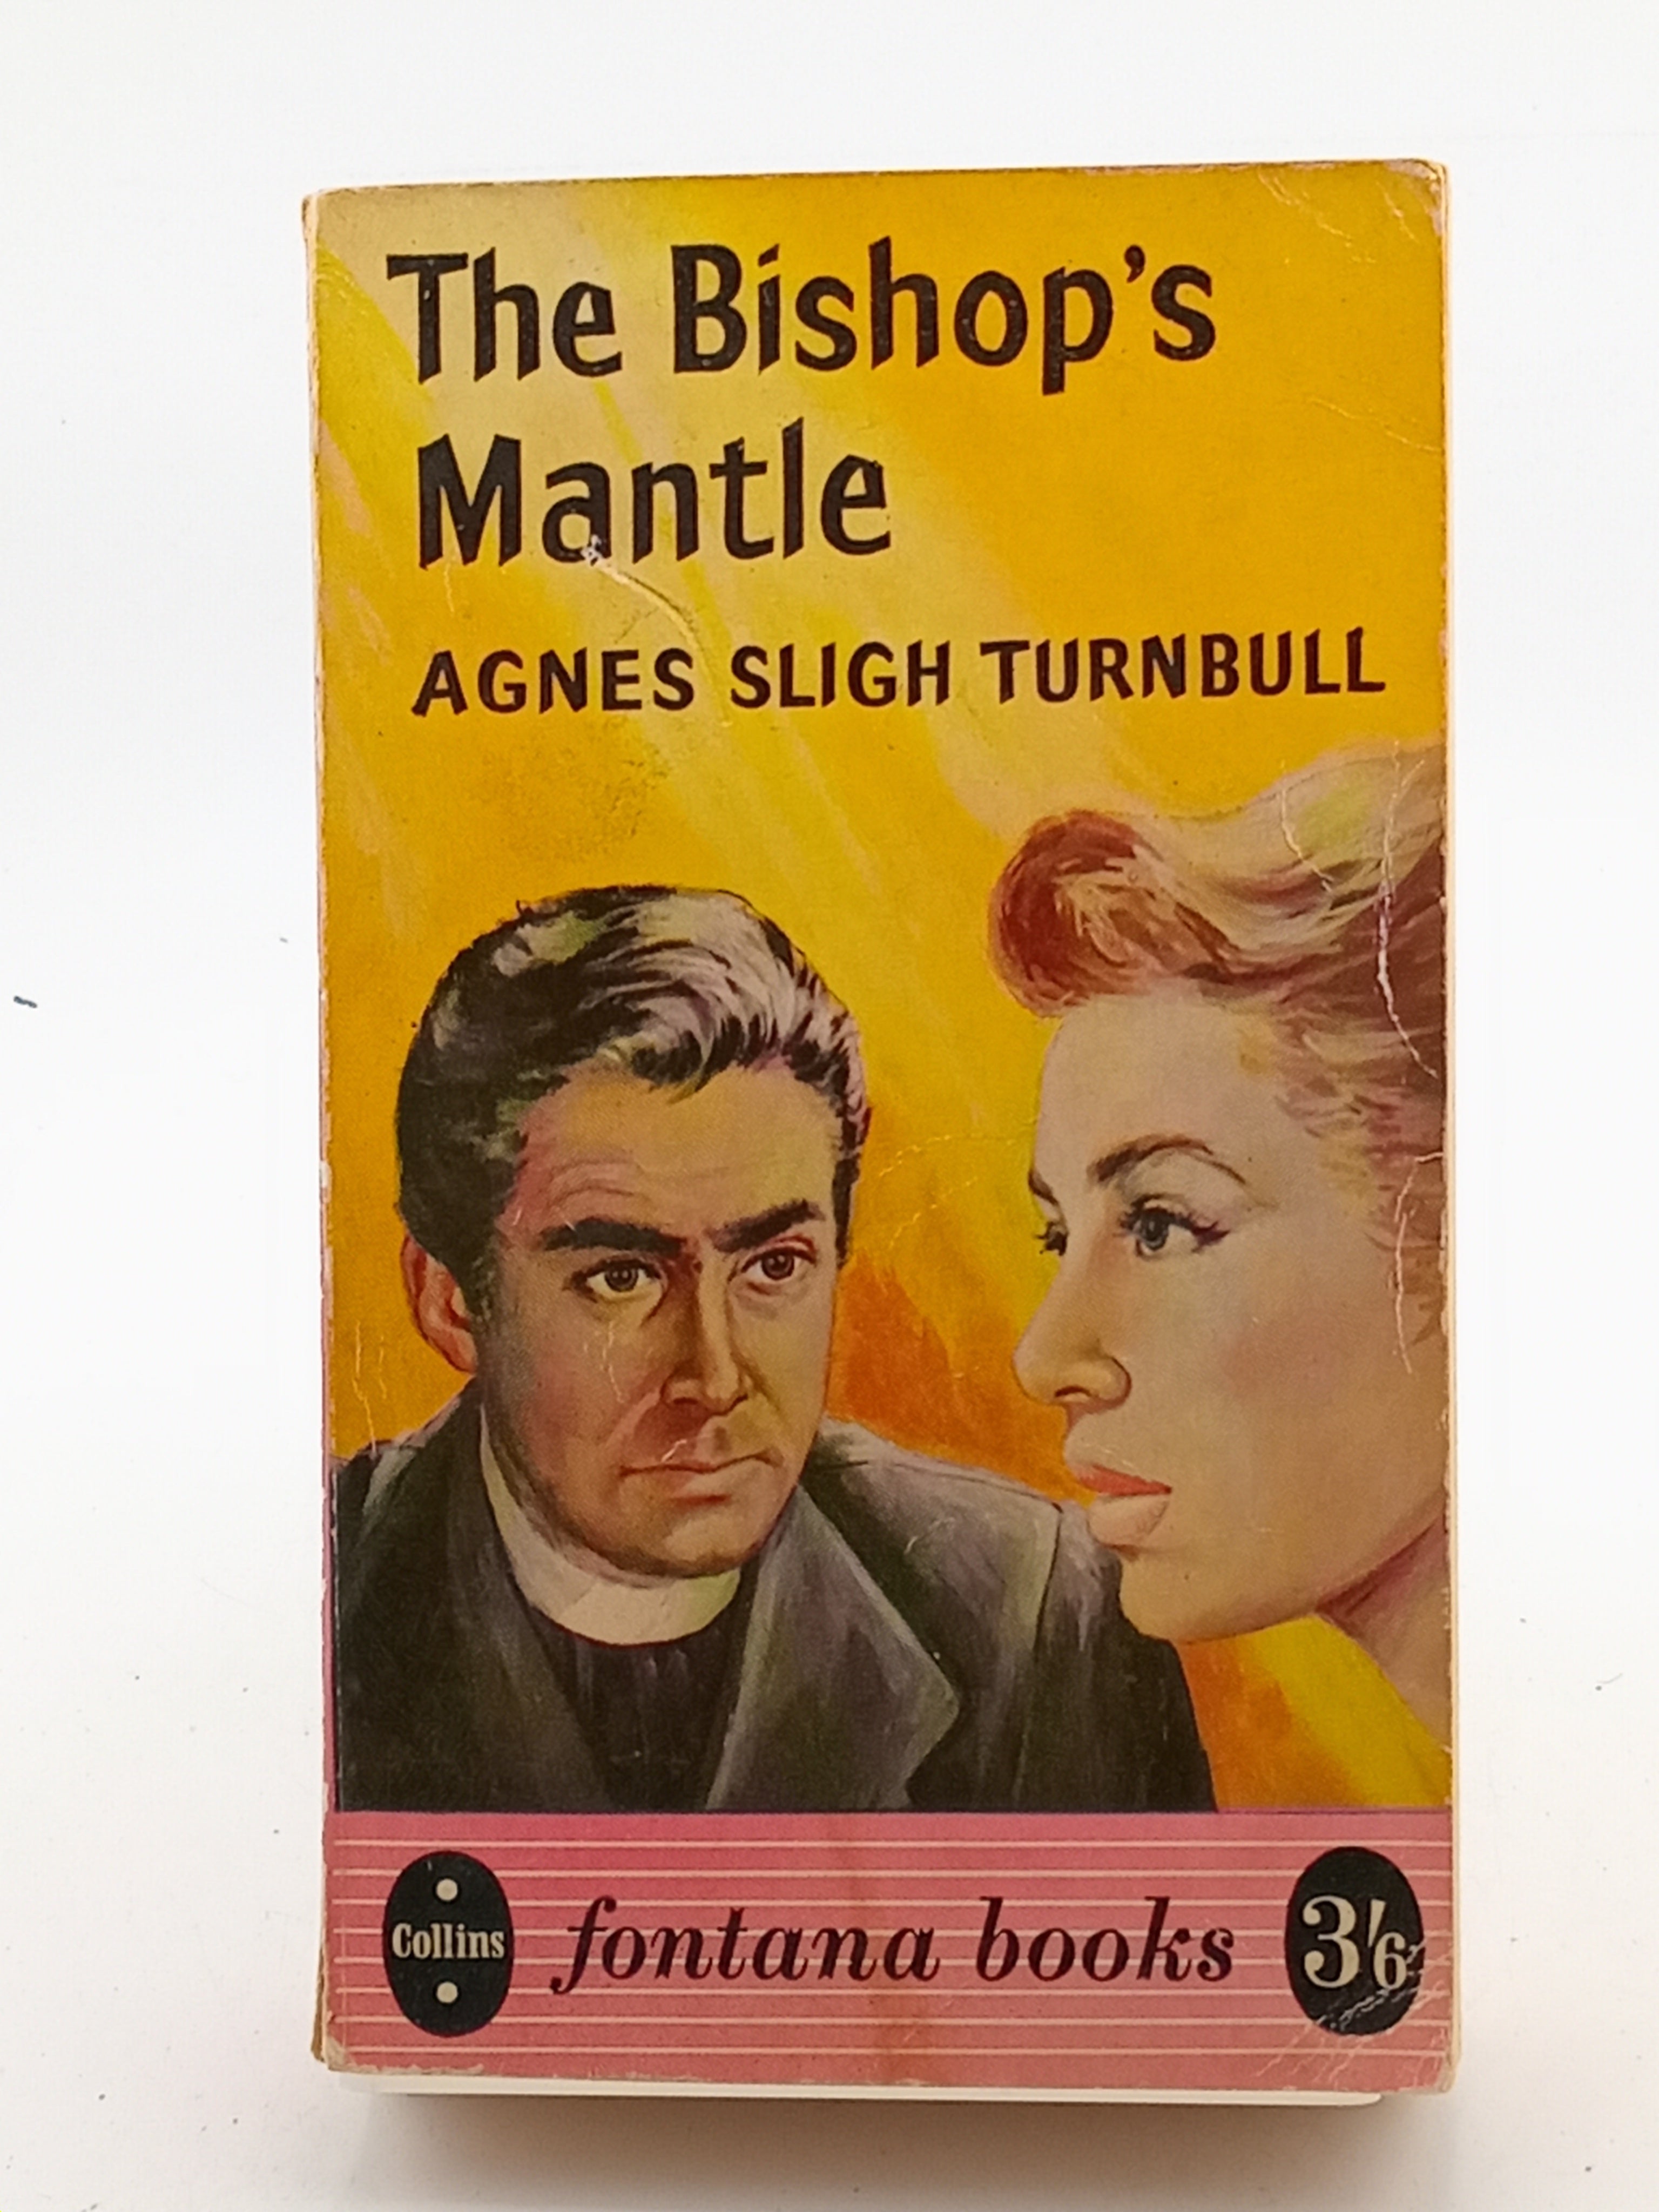 The Bishop's
Mantle
AGNES SLIGH TURNBULL
Collins
fontana books
3/6